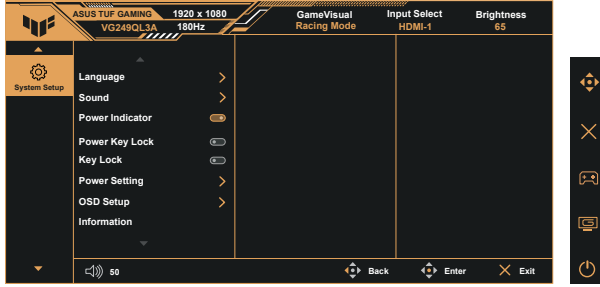 ASUS TUF GAMING 1920 x 1080
VG249QL3A 180Hz
GameVisual
Racing Mode
Input Select
HDMI-1
Brightness
65
System Setup
Language
Sound
Power Indicator
Power Key Lock
Key Lock
Power Setting
OSD Setup
Information
50
Back
Enter
Exit